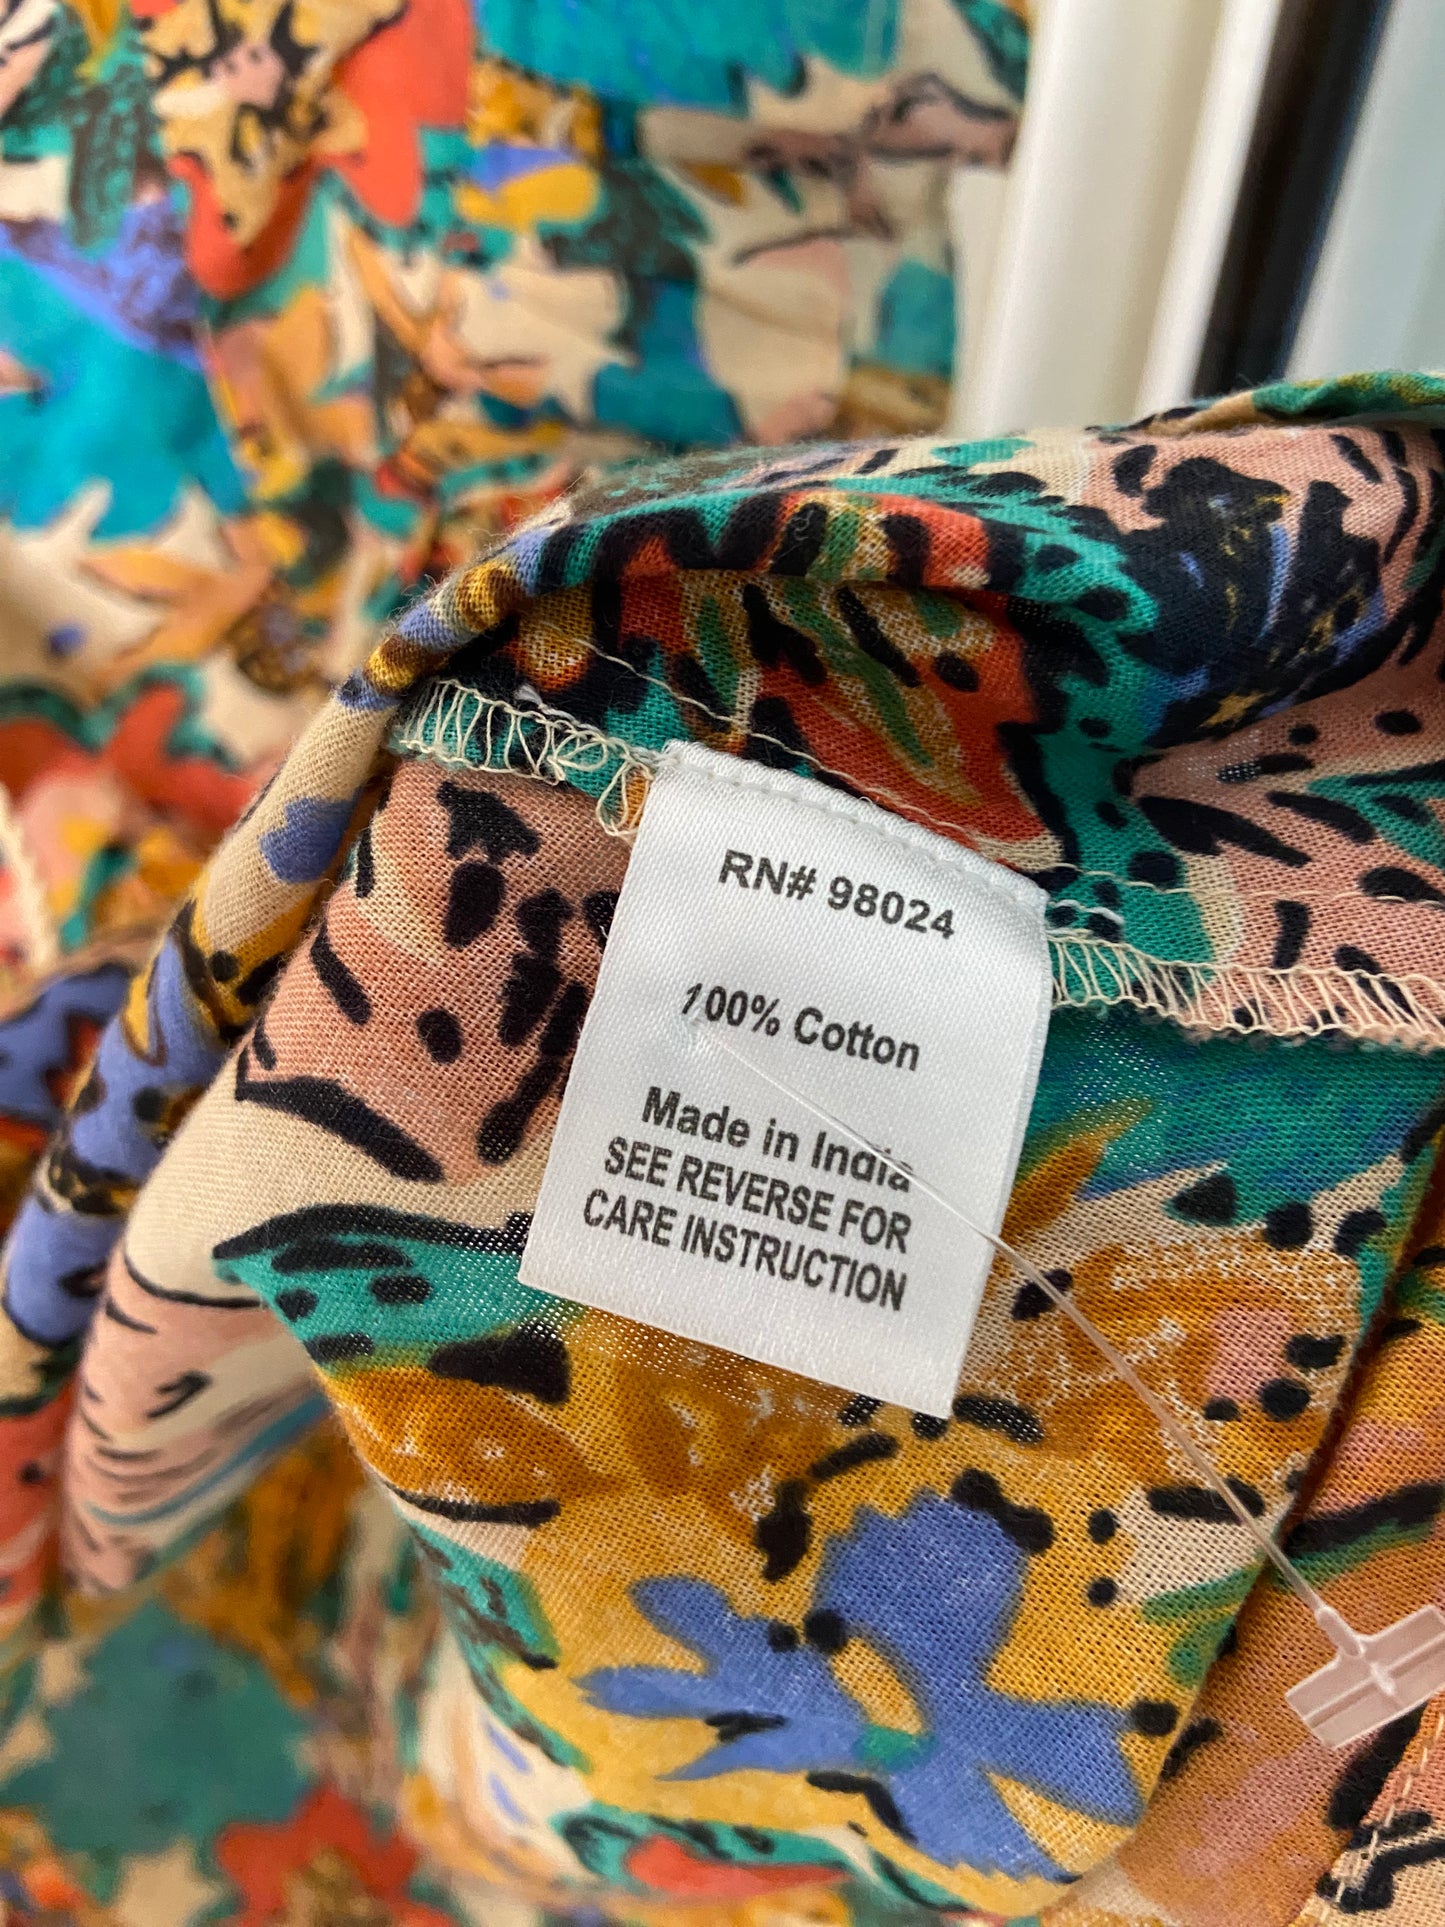 RN# 98024
100% Cotton
Made in India
SEE REVERSE FOR
CARE INSTRUCTION